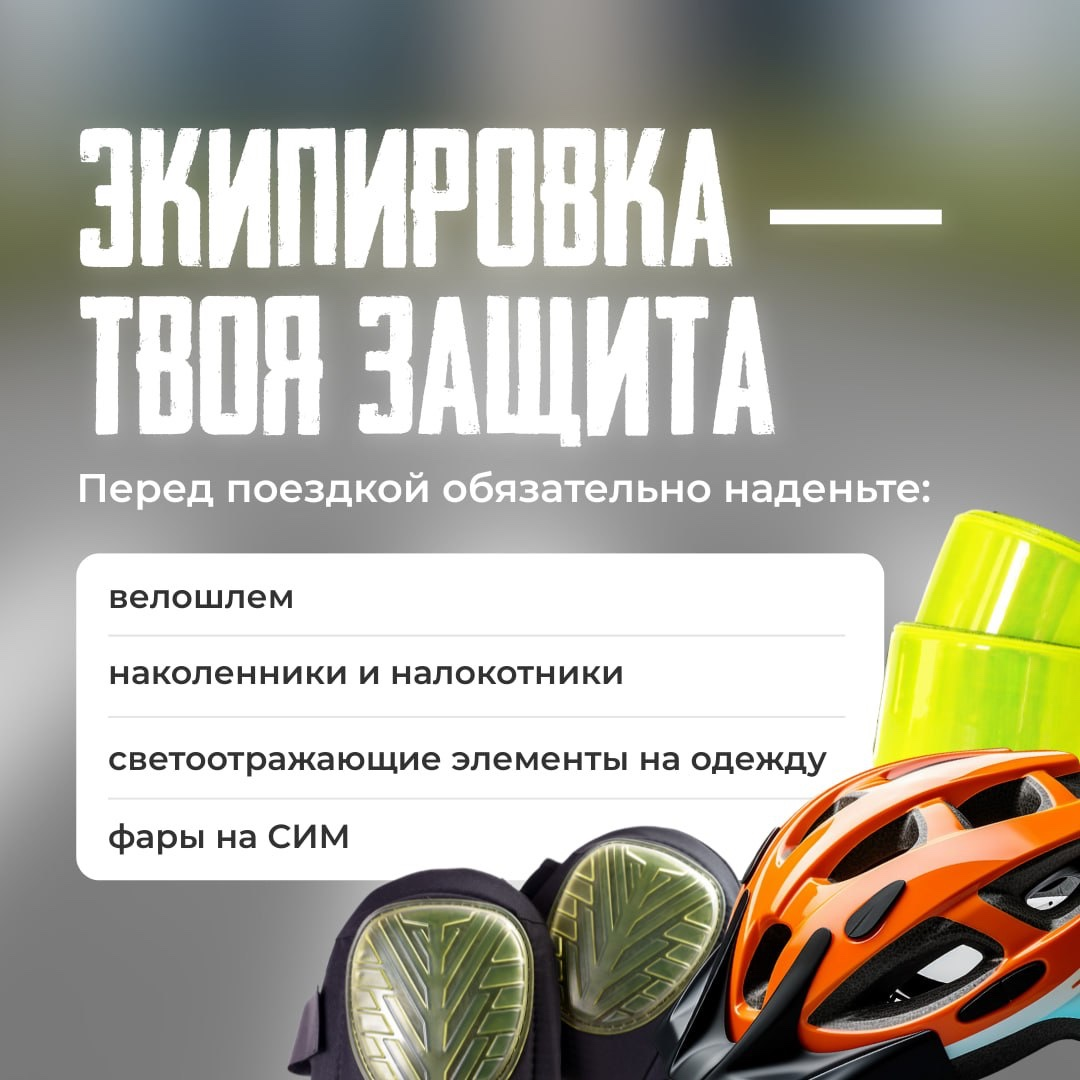 ЭКИПИРОВКА —
ТВОЯ ЗАЩИТА
Перед поездкой обязательно наденьте:
велошлем
наколенники и налокотники
светоотражающие элементы на одежду
фары на СИМ